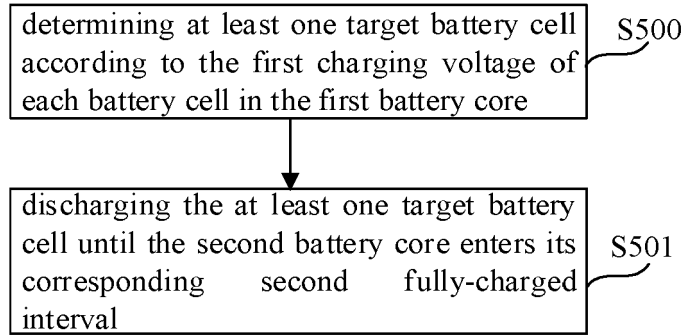 determining at least one target battery cell
according to the first charging voltage of
each battery cell in the first battery core
S500
discharging the at least one target battery
cell until the second battery core enters its
corresponding second fully-charged
interval
S501